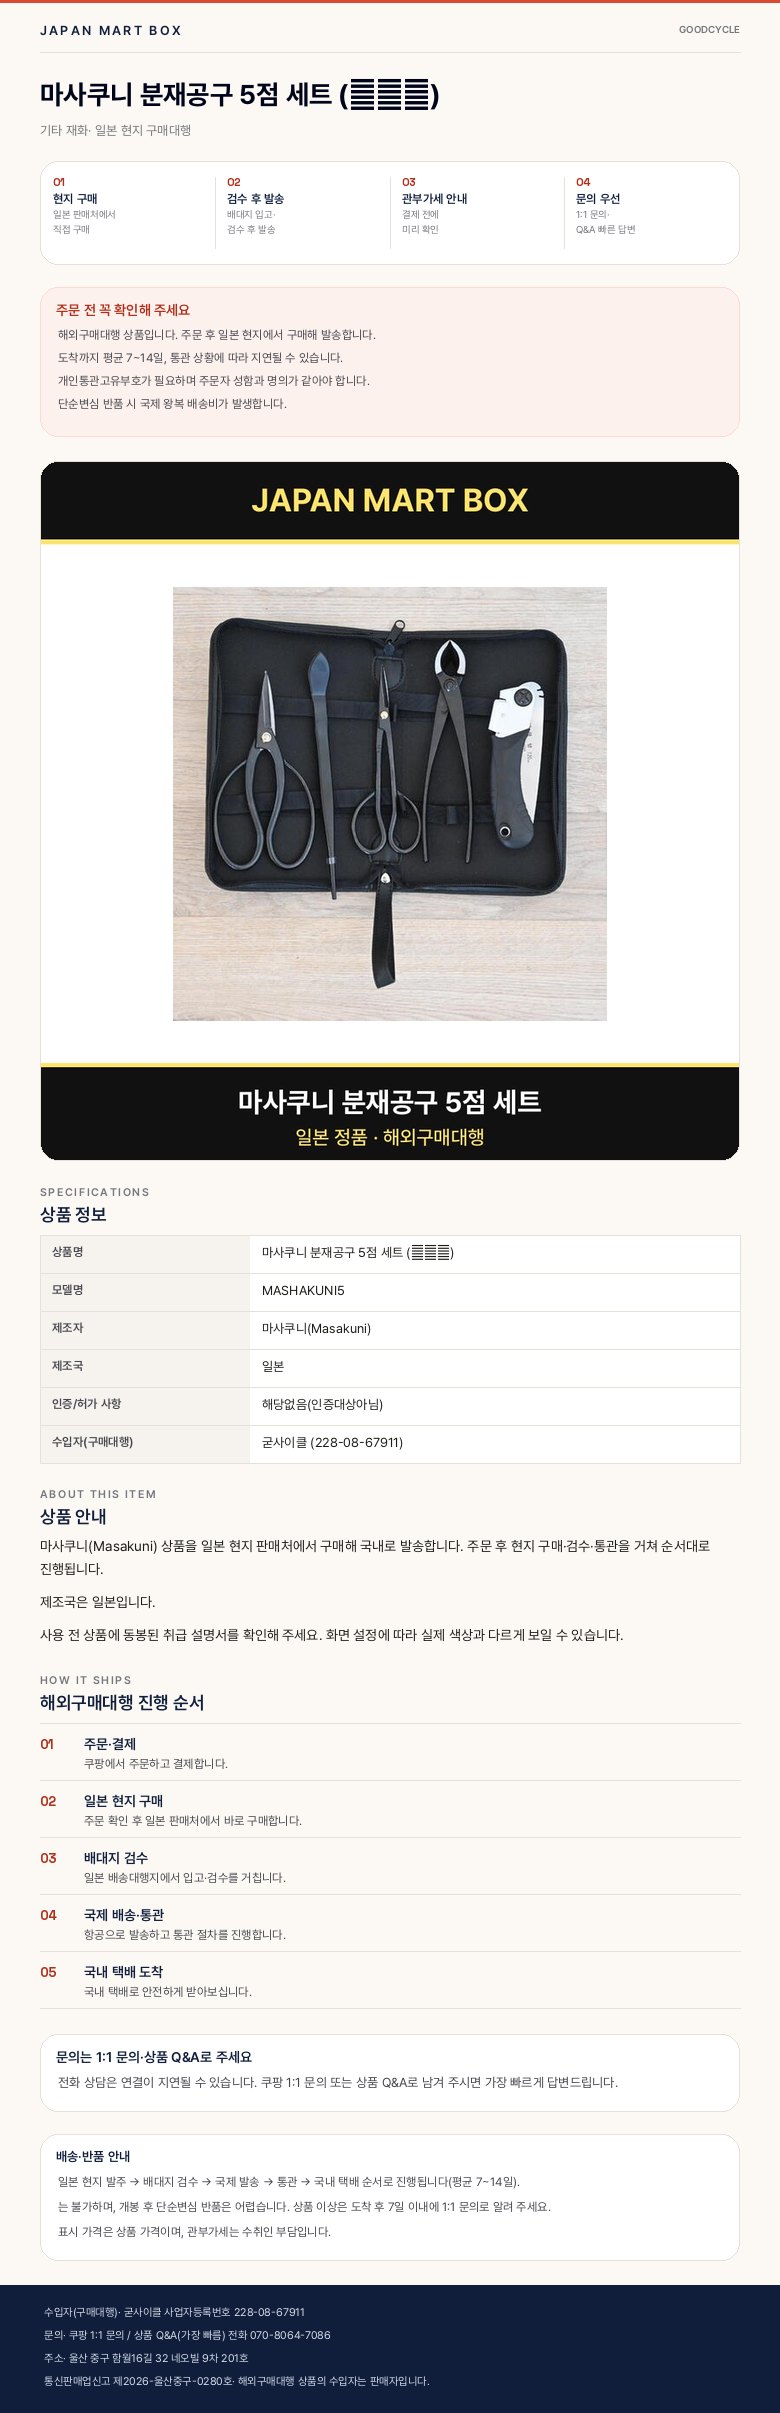 JAPAN MART BOX
GOODCYCLE
마사쿠니 분재공구 5점 세트 (▤▤▤)
기타 재화· 일본 현지 구매대행
01
현지 구매
일본 판매처에서
직접 구매
02
검수 후 발송
배대지 입고·
검수 후 발송
03
관부가세 안내
결제 전에
미리 확인
04
문의 우선
1:1 문의·
Q&A 빠른 답변
주문 전 꼭 확인해 주세요
해외구매대행 상품입니다. 주문 후 일본 현지에서 구매해 발송합니다.
도착까지 평균 7~14일, 통관 상황에 따라 지연될 수 있습니다.
개인통관고유부호가 필요하며 주문자 성함과 명의가 같아야 합니다.
단순변심 반품 시 국제 왕복 배송비가 발생합니다.
JAPAN MART BOX
마사쿠니 분재공구 5점 세트
일본 정품 · 해외구매대행
SPECIFICATIONS
상품 정보
상품명 마사쿠니 분재공구 5점 세트 (▤▤▤)
모델명 MASHAKUNI5
제조자 마사쿠니(Masakuni)
제조국 일본
인증/허가 사항 해당없음(인증대상아님)
수입자(구매대행) 굳사이클 (228-08-67911)
ABOUT THIS ITEM
상품 안내
마사쿠니(Masakuni) 상품을 일본 현지 판매처에서 구매해 국내로 발송합니다. 주문 후 현지 구매·검수·통관을 거쳐 순서대로
진행됩니다.
제조국은 일본입니다.
사용 전 상품에 동봉된 취급 설명서를 확인해 주세요. 화면 설정에 따라 실제 색상과 다르게 보일 수 있습니다.
HOW IT SHIPS
해외구매대행 진행 순서
01 주문·결제
쿠팡에서 주문하고 결제합니다.
02 일본 현지 구매
주문 확인 후 일본 판매처에서 바로 구매합니다.
03 배대지 검수
일본 배송대행지에서 입고·검수를 거칩니다.
04 국제 배송·통관
항공으로 발송하고 통관 절차를 진행합니다.
05 국내 택배 도착
국내 택배로 안전하게 받아보십니다.
문의는 1:1 문의·상품 Q&A로 주세요
전화 상담은 연결이 지연될 수 있습니다. 쿠팡 1:1 문의 또는 상품 Q&A로 남겨 주시면 가장 빠르게 답변드립니다.
배송·반품 안내
일본 현지 발주 → 배대지 검수 → 국제 발송 → 통관 → 국내 택배 순서로 진행됩니다(평균 7~14일).
는 불가하며, 개봉 후 단순변심 반품은 어렵습니다. 상품 이상은 도착 후 7일 이내에 1:1 문의로 알려 주세요.
표시 가격은 상품 가격이며, 관부가세는 수취인 부담입니다.
수입자(구매대행)· 굳사이클 사업자등록번호 228-08-67911
문의· 쿠팡 1:1 문의 / 상품 Q&A(가장 빠름) 전화 070-8064-7086
주소· 울산 중구 함월16길 32 네오빌 9차 201호
통신판매업신고 제2026-울산중구-0280호· 해외구매대행 상품의 수입자는 판매자입니다.